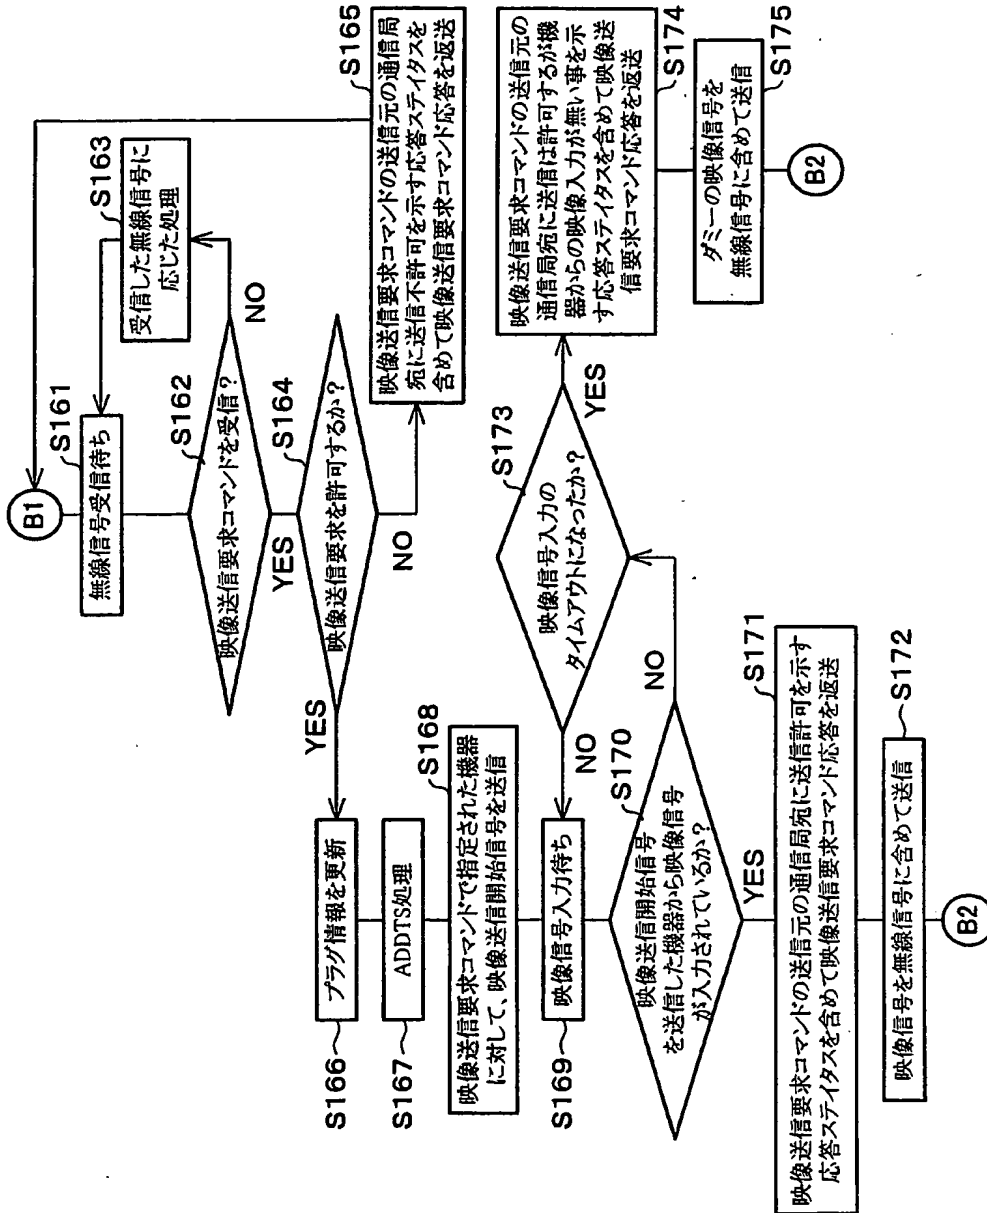 B1
S161
無線信号受信待ち
S163
受信した無線信号に
応じた処理
S162
映像送信要求コマンドを受信?
NO
YES
S164
映像送信要求を許可するか?
NO
YES
S165
映像送信要求コマンドの送信元の通信局
宛に送信不許可を示す応答ステイタスを
含めて映像送信要求コマンド応答を返送
S166
プラグ情報を更新
S167
ADDTS処理
S168
映像送信要求コマンドで指定された機器
に対して、映像送信開始信号を送信
S169
映像信号入力待ち
S170
映像送信開始信号
を送信した機器から映像信号
が入力されているか?
NO
YES
S173
映像信号入力の
タイムアウトになったか?
NO
YES
S171
映像送信要求コマンドの送信元の通信局宛に送信許可を示す
応答ステイタスを含めて映像送信要求コマンド応答を返送
S172
映像信号を無線信号に含めて送信
B2
S174
映像送信要求コマンドの送信元の
通信局宛に送信は許可するが機
器からの映像入力が無い事を示
す応答ステイタスを含めて映像送
信要求コマンド応答を返送
S175
ダミーの映像信号を
無線信号に含めて送信
B2